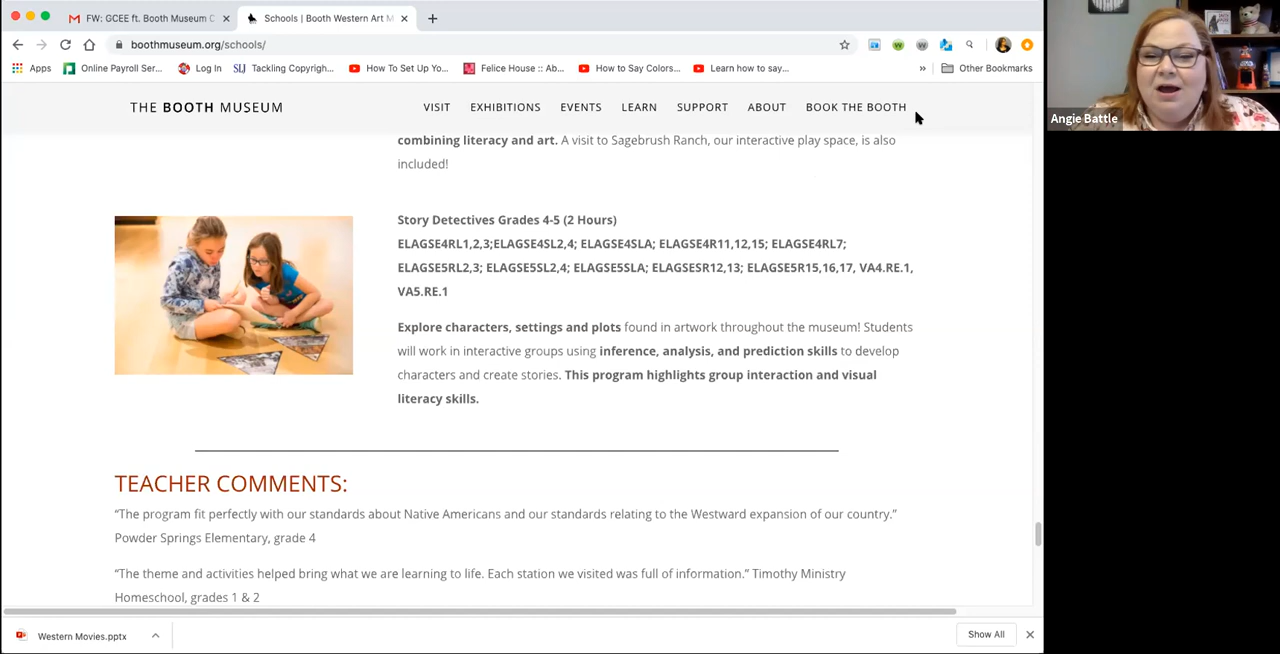 FW: GCEE ft. Booth Museum
Schools | Booth Western Art M
boothmuseum.org/schools/
Apps
Online Payroll Ser...
Log In
SIJ Tackling Copyrigh...
How To Set Up Yo...
Felice House :: Ab...
How to Say Colors...
Learn how to say...
»
Other Bookmarks
THE BOOTH MUSEUM
VISIT EXHIBITIONS EVENTS LEARN SUPPORT ABOUT BOOK THE BOOTH
Angie Battle
combining literacy and art. A visit to Sagebrush Ranch, our interactive play space, is also
included!
Story Detectives Grades 4-5 (2 Hours)
ELAGSE4RL1,2,3;ELAGSE4SL2,4; ELAGSE4SLA; ELAGSE4R11,12,15; ELAGSE4RL7;
ELAGSE5RL2,3; ELAGSE5SL2,4; ELAGSE5SLA; ELAGSESR12,13; ELAGSE5R15,16,17, VA4.RE.1,
VA5.RE.1
Explore characters, settings and plots found in artwork throughout the museum! Students
will work in interactive groups using inference, analysis, and prediction skills to develop
characters and create stories. This program highlights group interaction and visual
literacy skills.
TEACHER COMMENTS:
“The program fit perfectly with our standards about Native Americans and our standards relating to the Westward expansion of our country.”
Powder Springs Elementary, grade 4
“The theme and activities helped bring what we are learning to life. Each station we visited was full of information.” Timothy Ministry
Homeschool, grades 1 & 2
Western Movies.pptx
Show All